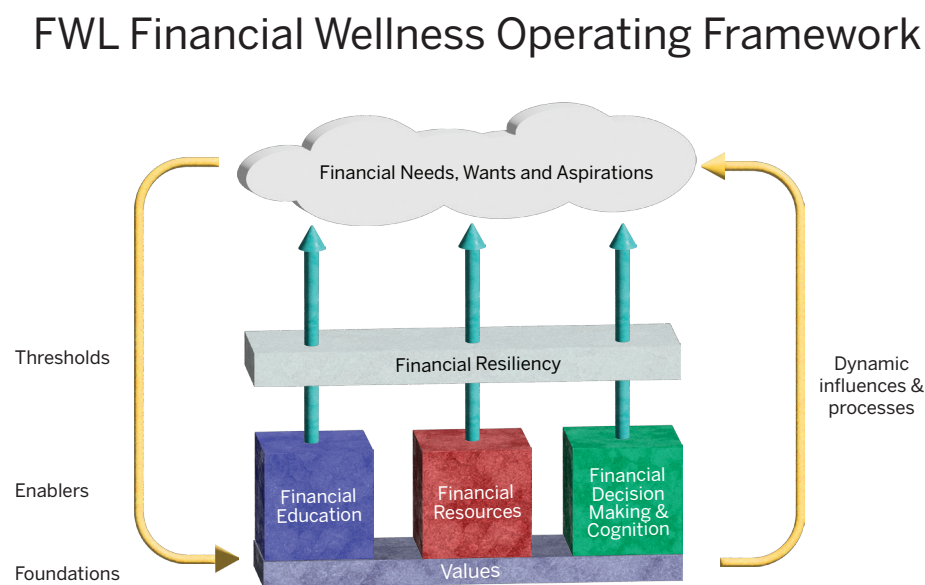 FWL Financial Wellness Operating Framework
Financial Needs, Wants and Aspirations
Thresholds
Financial Resiliency
Dynamic
influences &
processes
Enablers
Financial
Education
Financial
Resources
Financial
Decision
Making &
Cognition
Foundations
Values